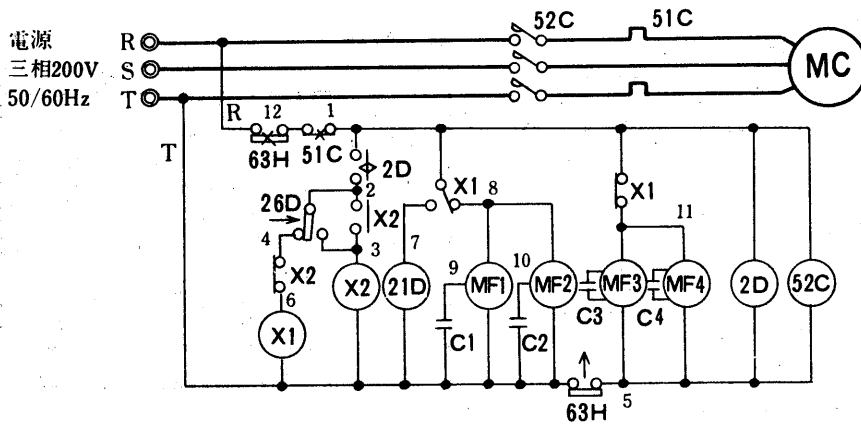 電源 R 52C 51C
三相200V S MC
50/60Hz T
R 12 1
T 63H 51C 2D
26D 2 X1 8 X1
X2 11
4 3 7
X2 9 10
6 X2 21D MF1 MF2 MF3 MF4 2D 52C
X1 C1 C2 C3 C4
63H 5